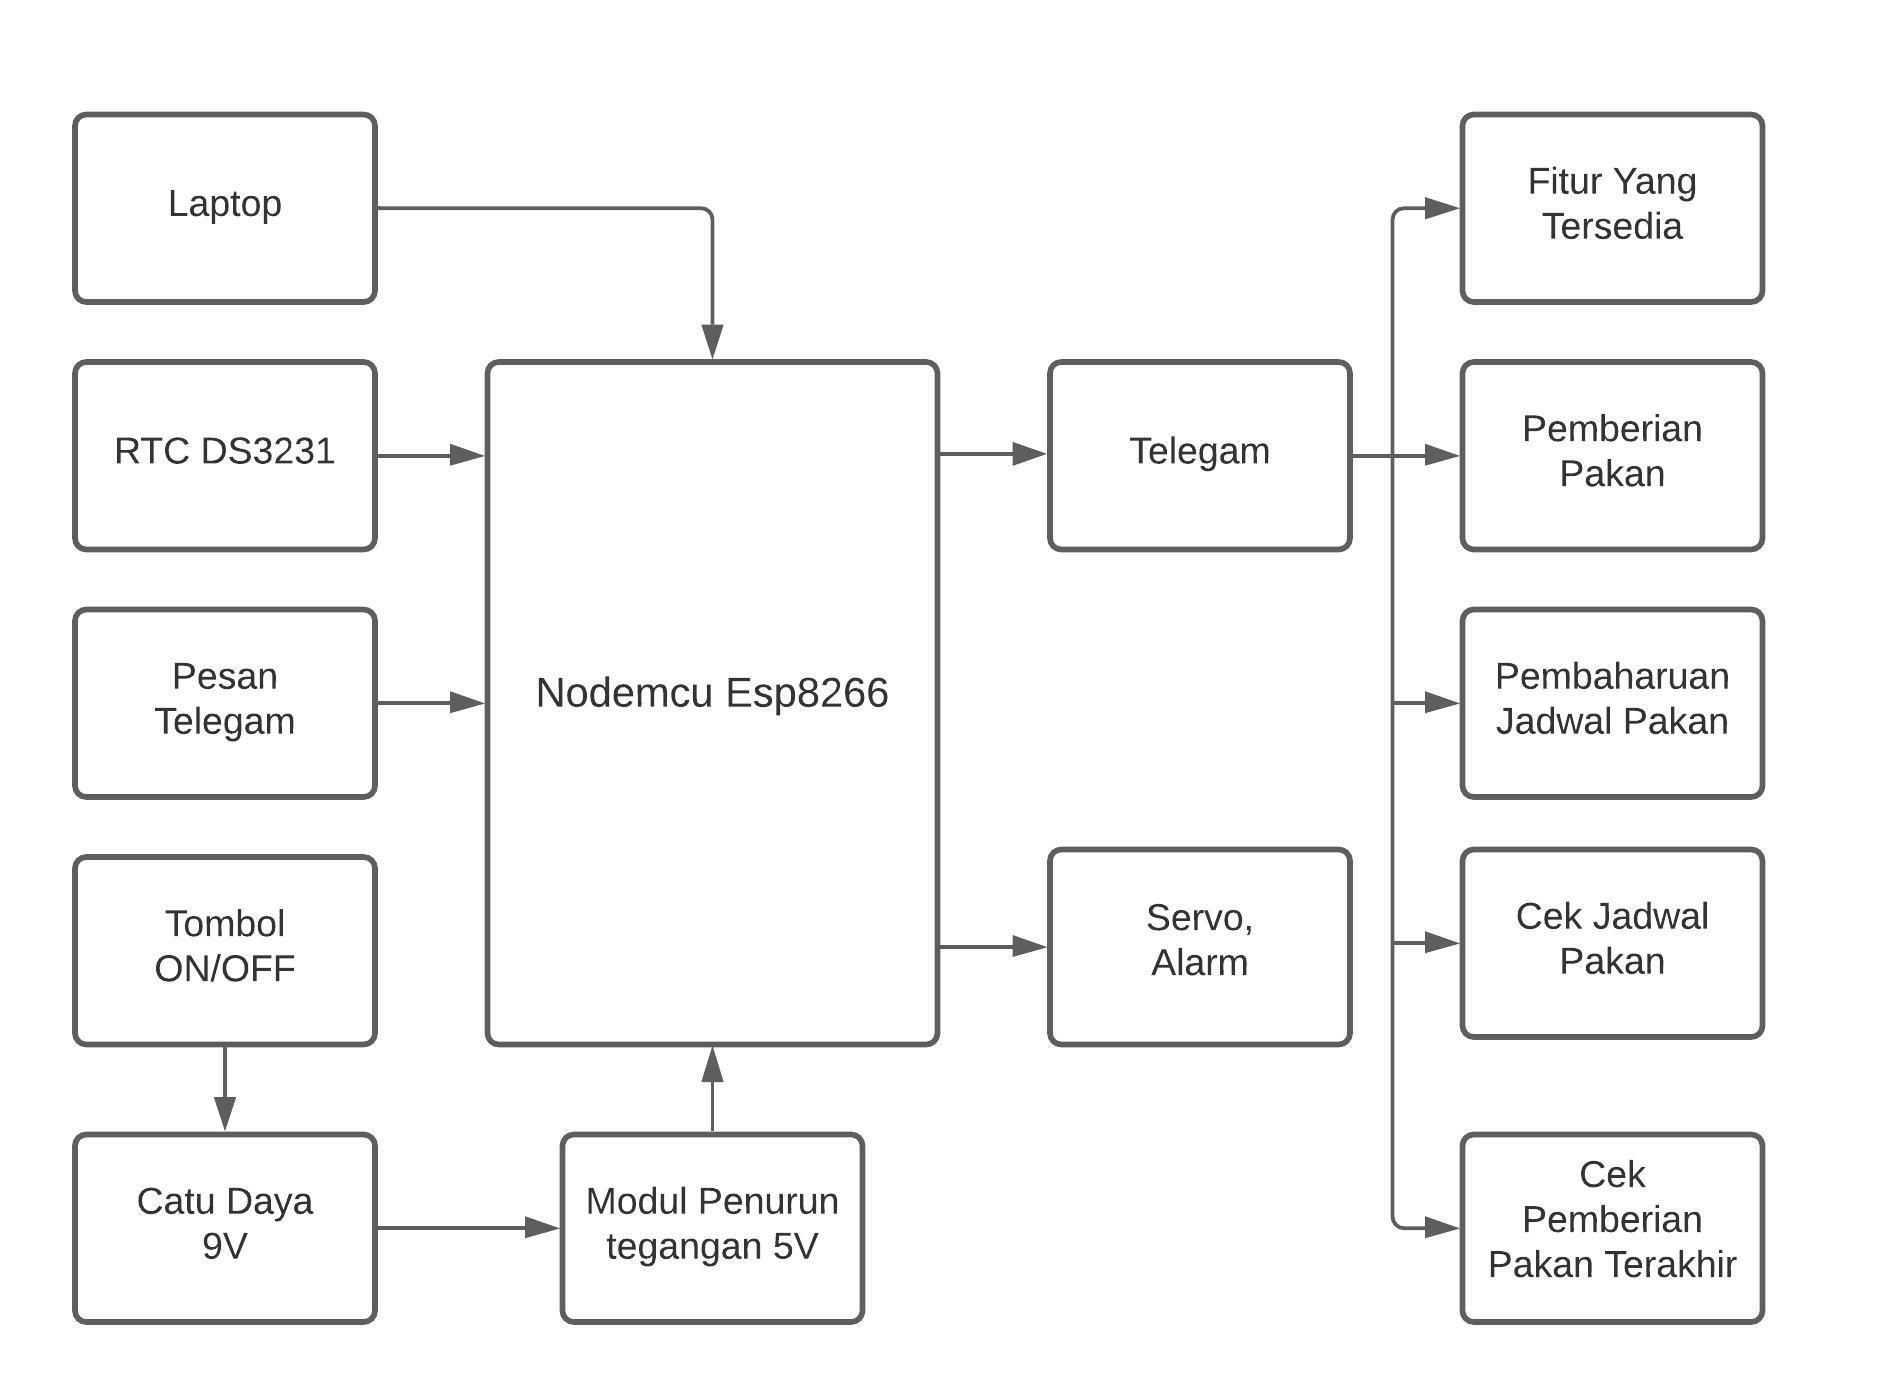 Laptop
RTC DS3231
Pesan
Telegam
Tombol
ON/OFF
Catu Daya
9V
Nodemcu Esp8266
Modul Penurun
tegangan 5V
Telegam
Servo,
Alarm
Fitur Yang
Tersedia
Pemberian
Pakan
Pembaharuan
Jadwal Pakan
Cek Jadwal
Pakan
Cek
Pemberian
Pakan Terakhir